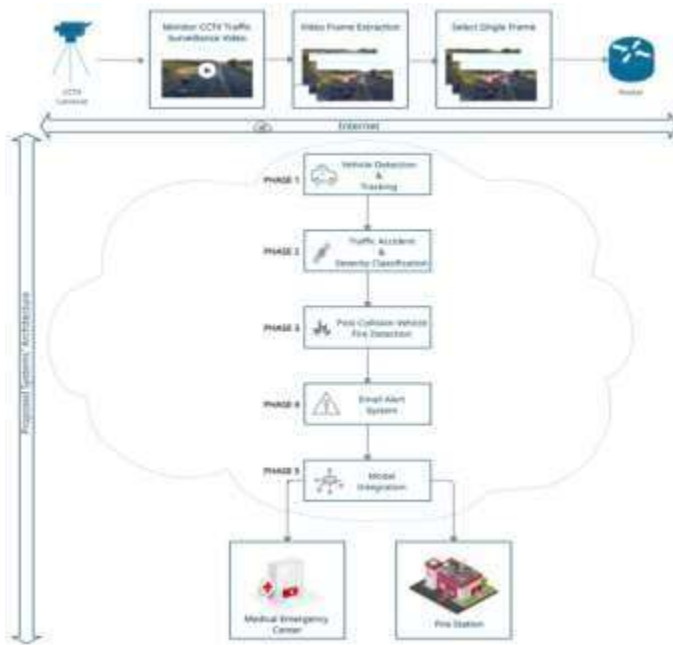 Monitor CCTV Traffic
Surveillance Video
Video Frame Extraction
Select Single Frame
CCTV
Cameras
Router
Internet
Proposed Systems' Architecture
PHASE 1
Vehicle Detection
&
Tracking
PHASE 2
Traffic Accident
&
Severity Classification
PHASE 3
Post-Collision Vehicle
Fire Detection
PHASE 4
Email Alert
System
PHASE 5
Model
Integration
Medical Emergency
Center
Fire Station